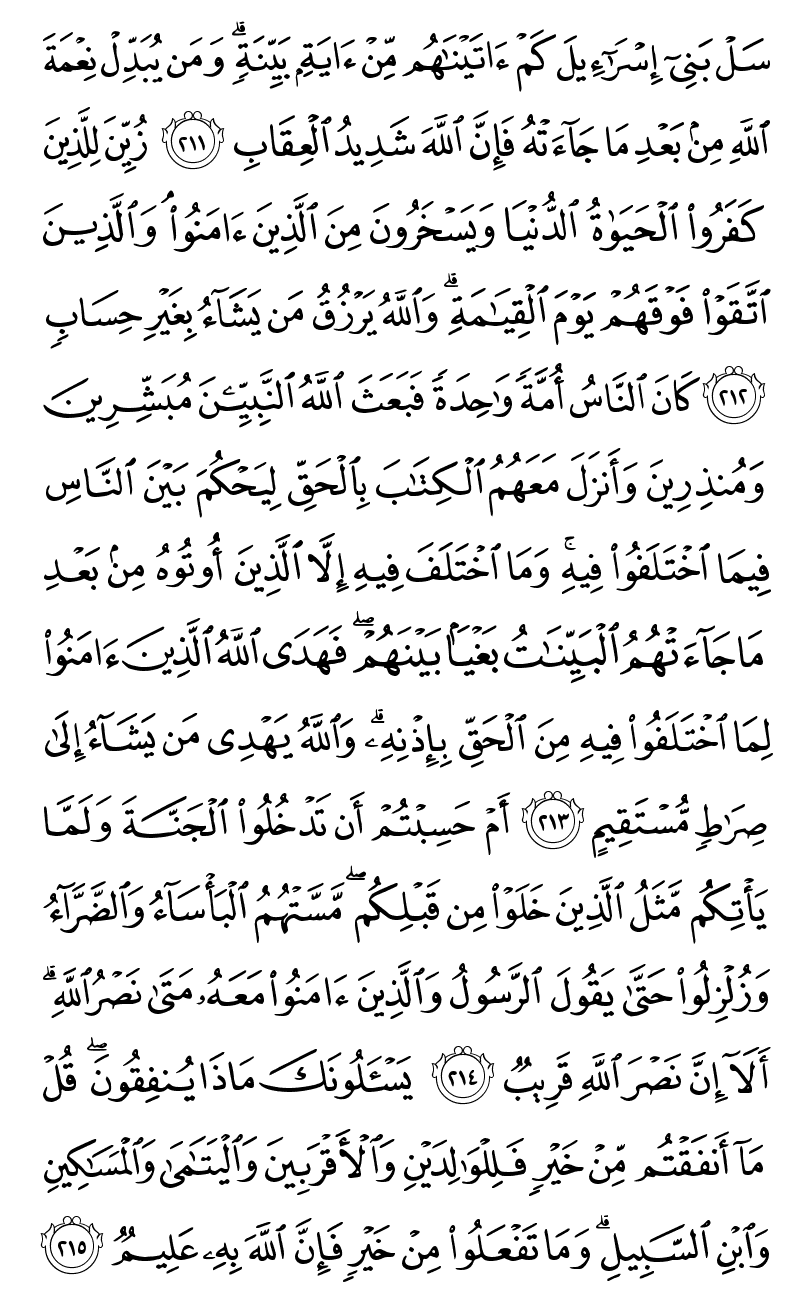 سَلۡ بَنِيٓ إِسۡرَٰٓءِيلَ كَمۡ ءَاتَيۡنَٰهُم مِّنۡ ءَايَةِۭ بَيِّنَةٖۗ وَمَن يُبَدِّلۡ نِعۡمَةَ
ٱللَّهِ مِنۢ بَعۡدِ مَا جَآءَتۡهُ فَإِنَّ ٱللَّهَ شَدِيدُ ٱلۡعِقَابِ ٢١١ زُيِّنَ لِلَّذِينَ
كَفَرُواْ ٱلۡحَيَوٰةُ ٱلدُّنۡيَا وَيَسۡخَرُونَ مِنَ ٱلَّذِينَ ءَامَنُواْۘ وَٱلَّذِينَ
ٱتَّقَوۡاْ فَوۡقَهُمۡ يَوۡمَ ٱلۡقِيَٰمَةِۗ وَٱللَّهُ يَرۡزُقُ مَن يَشَآءُ بِغَيۡرِ حِسَابٖ
٢١٢ كَانَ ٱلنَّاسُ أُمَّةٗ وَٰحِدَةٗ فَبَعَثَ ٱللَّهُ ٱلنَّبِيِّـۧنَ مُبَشِّرِينَ
وَمُنذِرِينَ وَأَنزَلَ مَعَهُمُ ٱلۡكِتَٰبَ بِٱلۡحَقِّ لِيَحۡكُمَ بَيۡنَ ٱلنَّاسِ
فِيمَا ٱخۡتَلَفُواْ فِيهِۚ وَمَا ٱخۡتَلَفَ فِيهِ إِلَّا ٱلَّذِينَ أُوتُوهُ مِنۢ بَعۡدِ
مَا جَآءَتۡهُمُ ٱلۡبَيِّنَٰتُ بَغۡيَۢا بَيۡنَهُمۡۖ فَهَدَى ٱللَّهُ ٱلَّذِينَ ءَامَنُواْ
لِمَا ٱخۡتَلَفُواْ فِيهِ مِنَ ٱلۡحَقِّ بِإِذۡنِهِۦۗ وَٱللَّهُ يَهۡدِي مَن يَشَآءُ إِلَىٰ
صِرَٰطٖ مُّسۡتَقِيمٍ ٢١٣ أَمۡ حَسِبۡتُمۡ أَن تَدۡخُلُواْ ٱلۡجَنَّةَ وَلَمَّا
يَأۡتِكُم مَّثَلُ ٱلَّذِينَ خَلَوۡاْ مِن قَبۡلِكُمۖ مَّسَّتۡهُمُ ٱلۡبَأۡسَآءُ وَٱلضَّرَّآءُ
وَزُلۡزِلُواْ حَتَّىٰ يَقُولَ ٱلرَّسُولُ وَٱلَّذِينَ ءَامَنُواْ مَعَهُۥ مَتَىٰ نَصۡرُ ٱللَّهِۗ
أَلَآ إِنَّ نَصۡرَ ٱللَّهِ قَرِيبٞ ٢١٤ يَسۡـَٔلُونَكَ مَاذَا يُنفِقُونَۖ قُلۡ
مَآ أَنفَقۡتُم مِّنۡ خَيۡرٖ فَلِلۡوَٰلِدَيۡنِ وَٱلۡأَقۡرَبِينَ وَٱلۡيَتَٰمَىٰ وَٱلۡمَسَٰكِينِ
وَٱبۡنِ ٱلسَّبِيلِۗ وَمَا تَفۡعَلُواْ مِنۡ خَيۡرٖ فَإِنَّ ٱللَّهَ بِهِۦ عَلِيمٞ ٢١٥